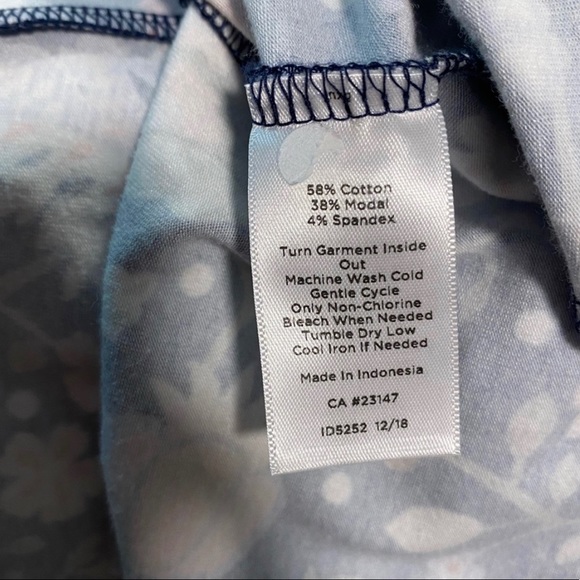 58% Cotton
38% Modal
4% Spandex
Turn Garment Inside
Out
Machine Wash Cold
Gentle Cycle
Only Non-Chlorine
Bleach When Needed
Tumble Dry Low
Cool Iron If Needed
Made In Indonesia
CA #23147
ID5252 12/18